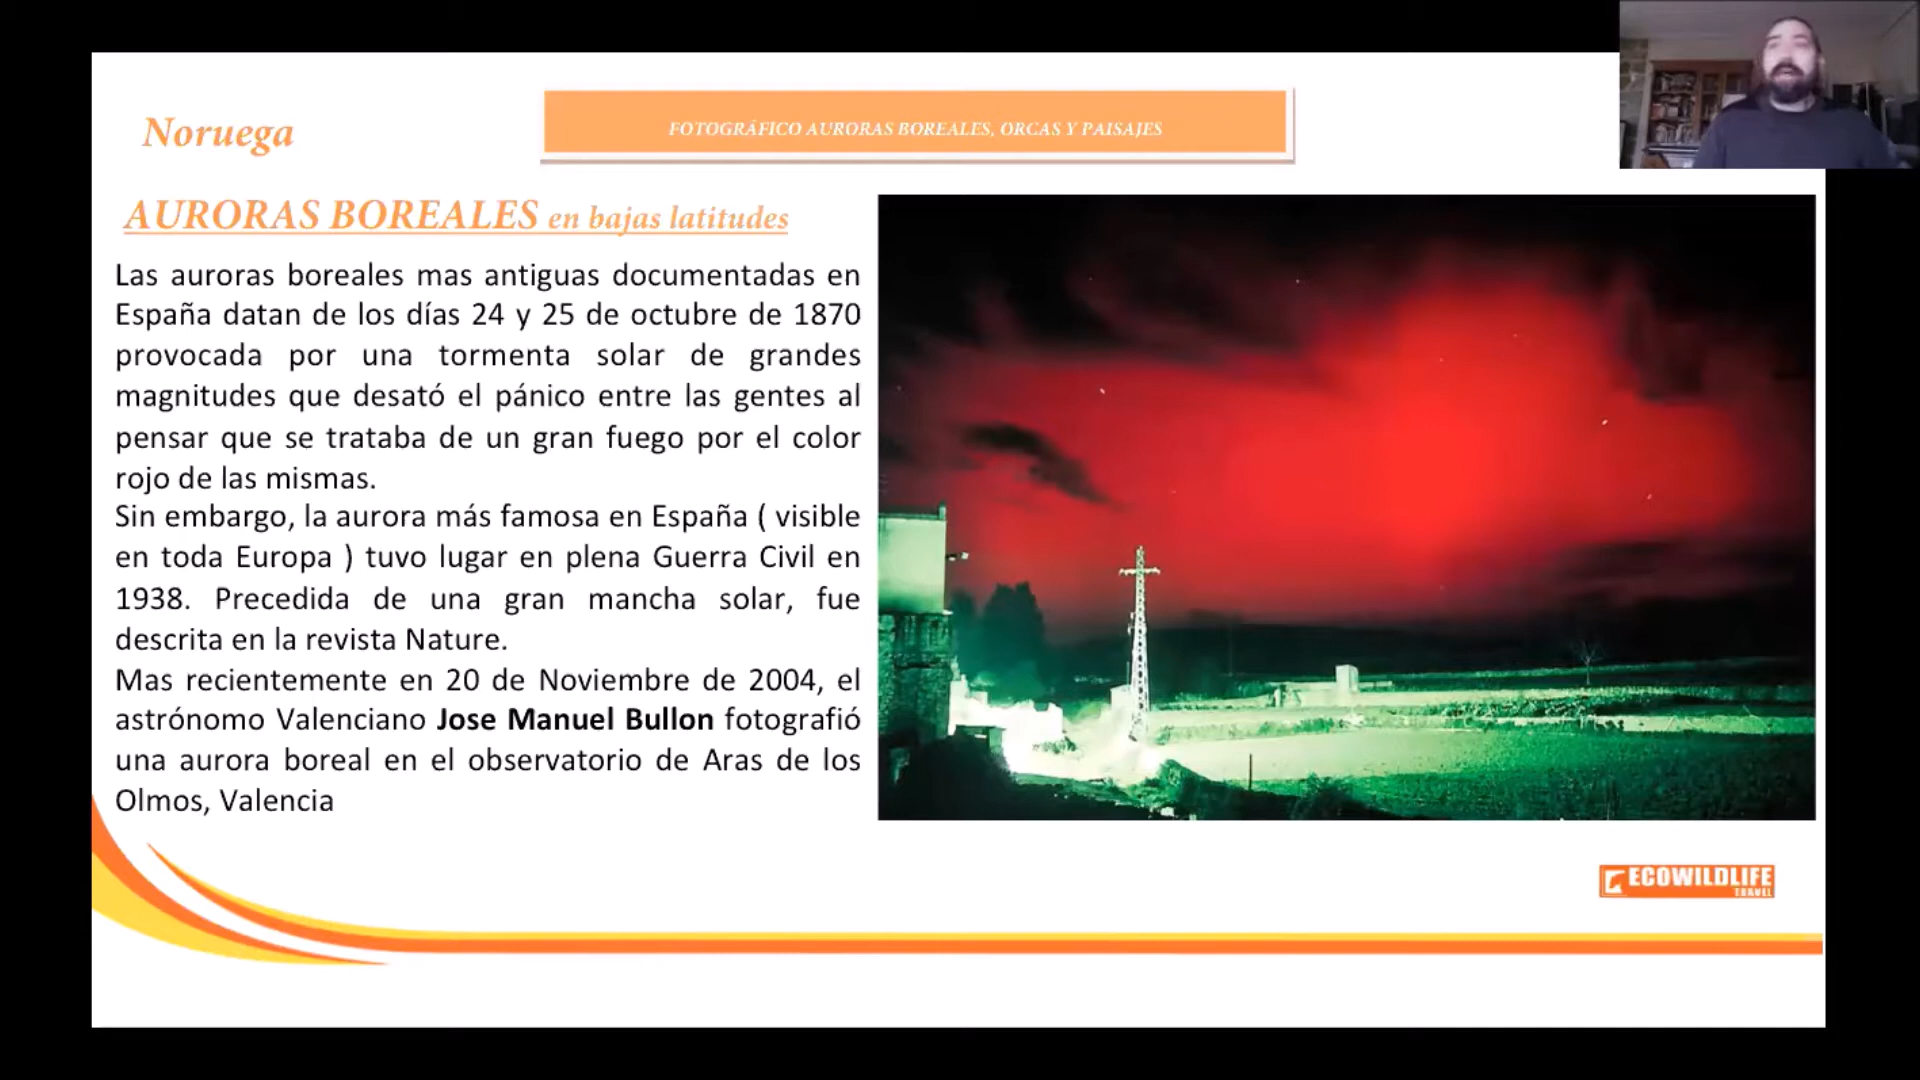 Noruega
FOTOGRÁFICO AURORAS BOREALES, ORCAS Y PAISAJES
AURORAS BOREALES en bajas latitudes
Las auroras boreales mas antiguas documentadas en
España datan de los días 24 y 25 de octubre de 1870
provocada por una tormenta solar de grandes
magnitudes que desató el pánico entre las gentes al
pensar que se trataba de un gran fuego por el color
rojo de las mismas.
Sin embargo, la aurora más famosa en España ( visible
en toda Europa ) tuvo lugar en plena Guerra Civil en
1938. Precedida de una gran mancha solar, fue
descrita en la revista Nature.
Mas recientemente en 20 de Noviembre de 2004, el
astrónomo Valenciano Jose Manuel Bullon fotografió
una aurora boreal en el observatorio de Aras de los
Olmos, Valencia
ECOWILDLIFE
TRAVEL